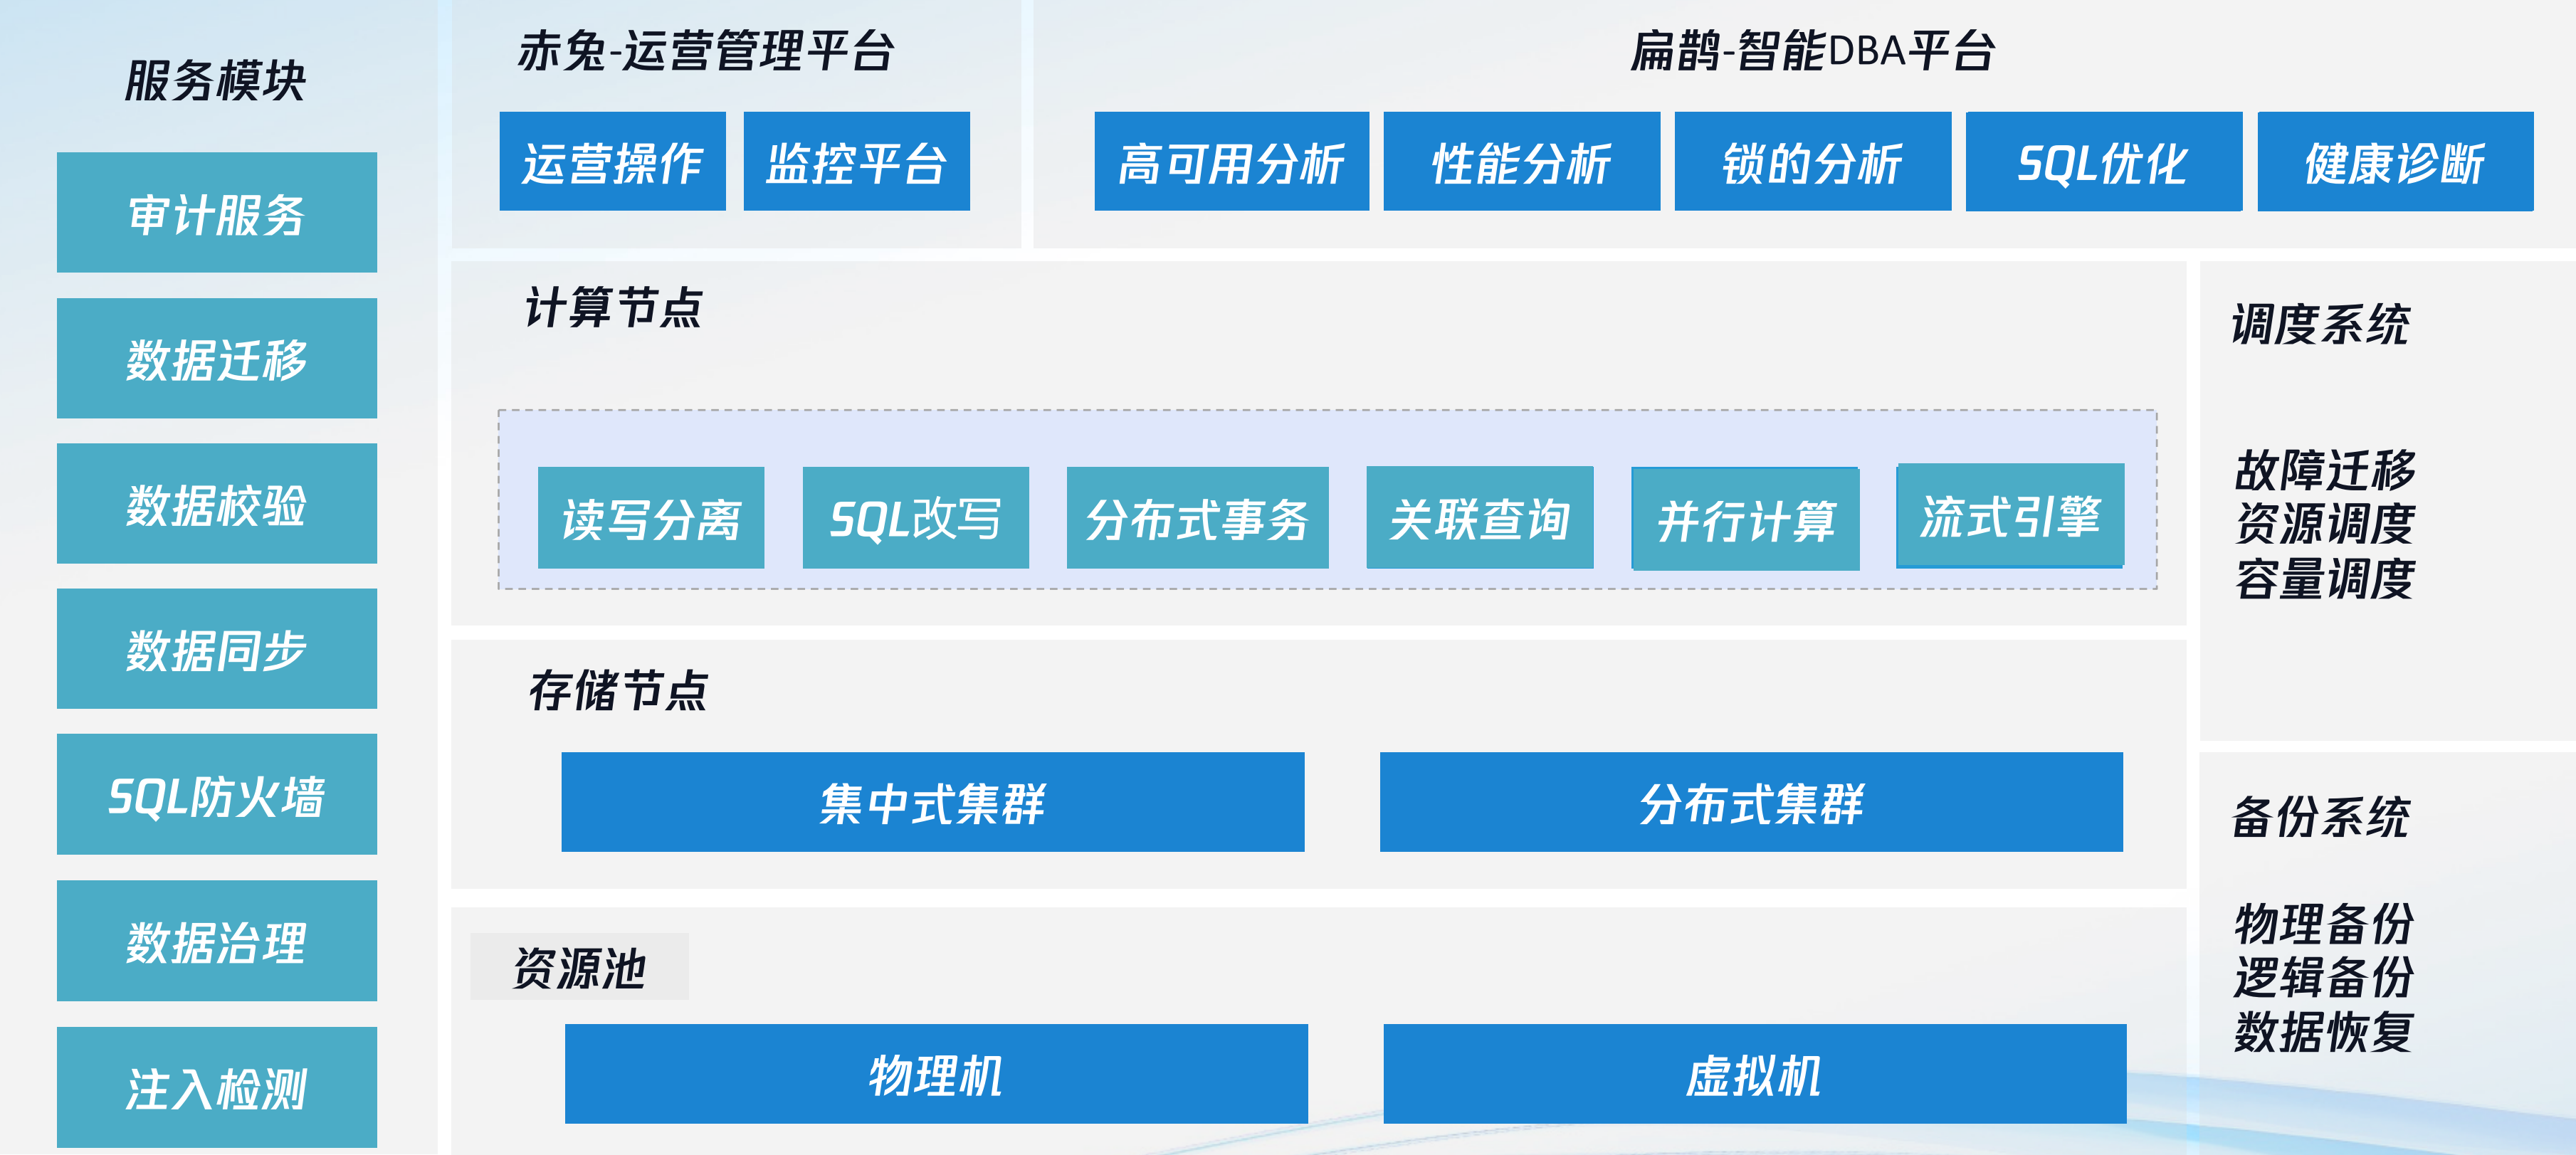 服务模块
审计服务
数据迁移
数据校验
数据同步
SQL防火墙
数据治理
注入检测
赤兔-运营管理平台
运营操作
监控平台
扁鹊-智能DBA平台
高可用分析
性能分析
锁的分析
SQL优化
健康诊断
计算节点
读写分离
SQL改写
分布式事务
关联查询
并行计算
流式引擎
存储节点
集中式集群
分布式集群
资源池
物理机
虚拟机
调度系统
故障迁移
资源调度
容量调度
备份系统
物理备份
逻辑备份
数据恢复